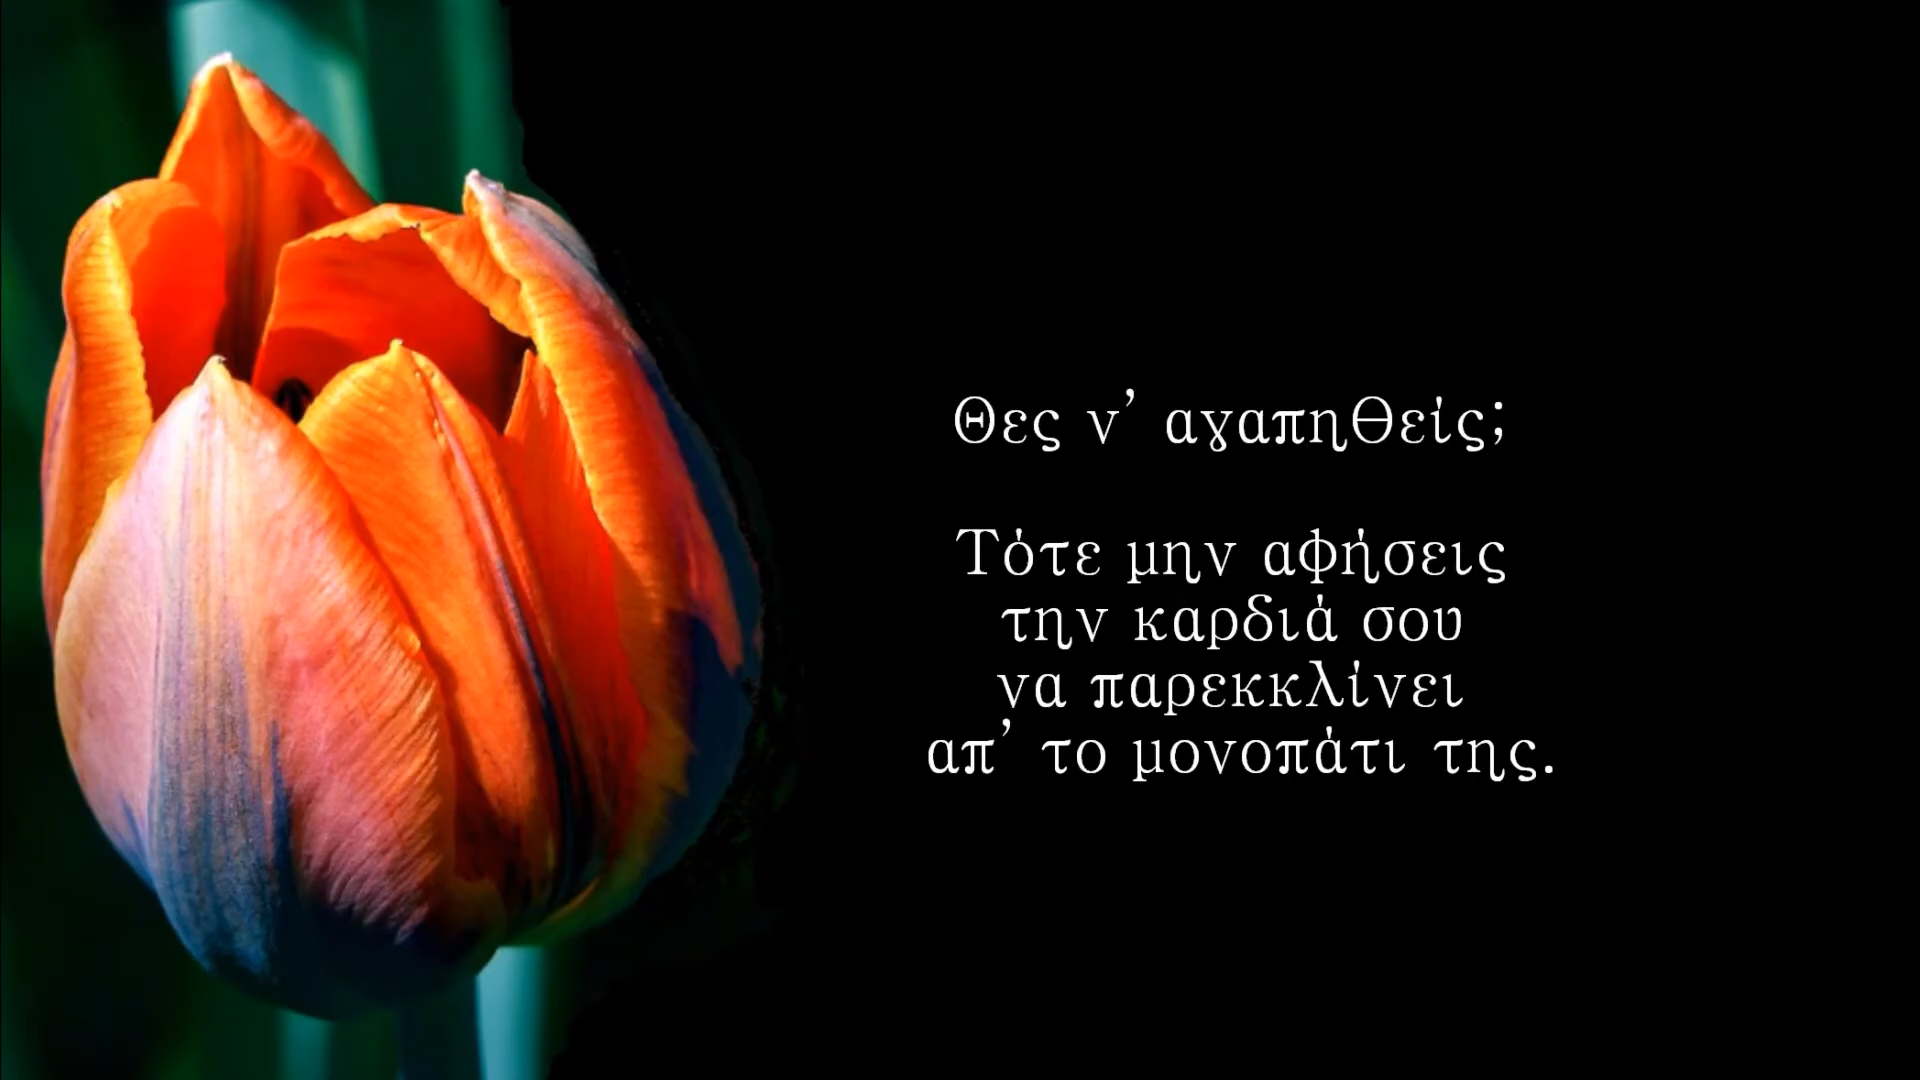 Θες ν' αγαπηθείς;
Τότε μην αφήσεις
την καρδιά σου
να παρεκκλίνει
απ' το μονοπάτι της.